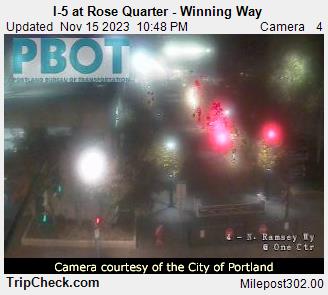 I-5 at Rose Quarter - Winning Way
Updated Nov 15 2023 10:48 PM Camera 4
PBOT
PORTLAND BUREAU OF TRANSPORTATION
4 - N. Ramsey Wy
@ One Ctr
Camera courtesy of the City of Portland
TripCheck.com Milepost302.00